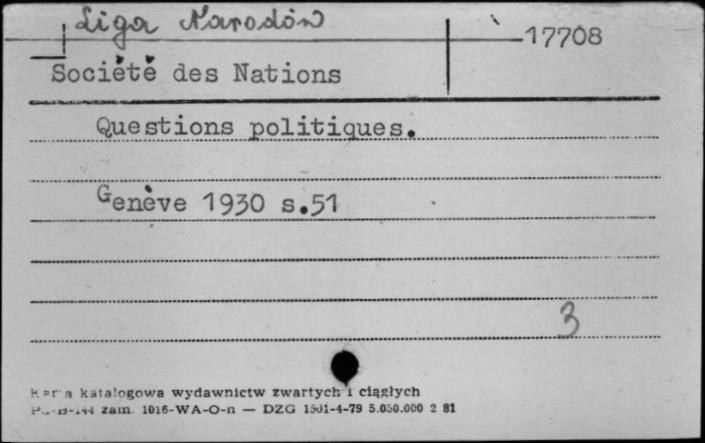 Liga Narodów
17708
Société des Nations
Questions politiques.
Genève 1930 s.51
3
Karta katalogowa wydawnictw zwartych i ciągłych
zam. 1016-WA-O-n — DZG 1501-4-79 5.050.000 2 81